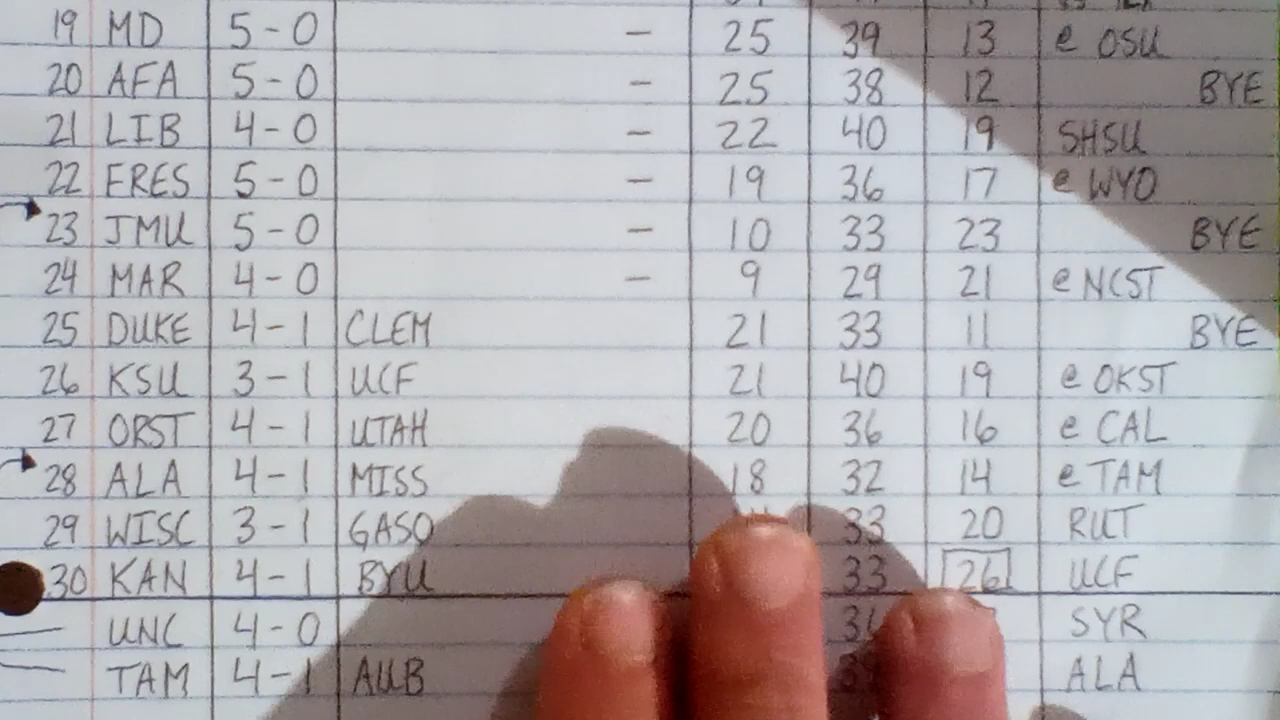 19 MD 5-0 - 25 39 13 @ OSU
20 AFA 5-0 - 25 38 12 BYE
21 LIB 4-0 - 22 40 19 SHSU
22 FRES 5-0 - 19 36 17 @ WYO
23 JMU 5-0 - 10 33 23 BYE
24 MAR 4-0 - 9 29 21 @ NCST
25 DUKE 4-1 CLEM 21 33 11 BYE
26 KSU 3-1 UCF 21 40 19 @ OKST
27 ORST 4-1 UTAH 20 36 16 @ CAL
28 ALA 4-1 MISS 18 32 14 @ TAM
29 WISC 3-1 GASO 33 20 RUT
30 KAN 4-1 BYU 33 26 UCF
UNC 4-0 SYR
TAM 4-1 AUB ALA